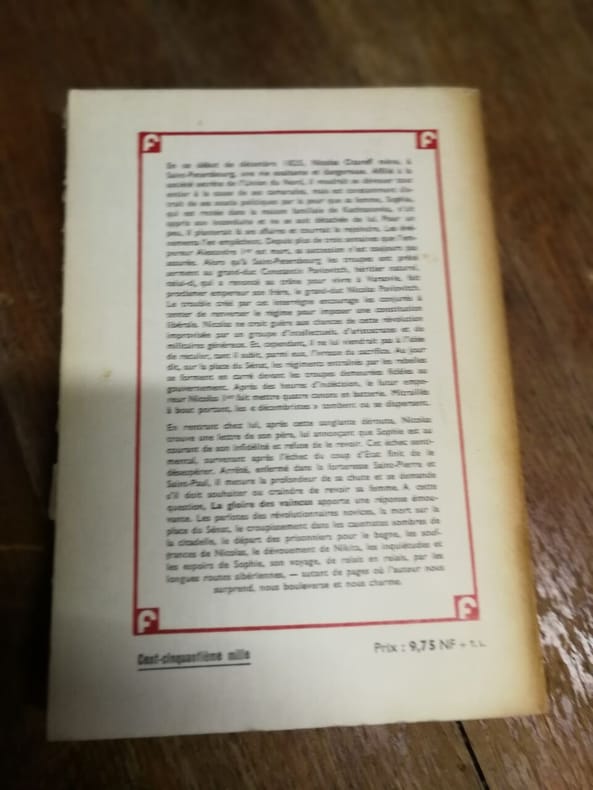 F F
En ce début de décembre 1825, Nicolas Ozareff mène, à
Saint-Pétersbourg, une vie exaltante et dangereuse. Affilié à la
société secrète de l'Union du Nord, il voudrait se dévouer tout
entier à la cause de ses camarades, mais est constamment dis-
trait de ses soucis politiques par la peur que sa femme, Sophie,
qui est restée dans la maison familiale de Kachtanovka, n'ait
appris son inconduite et ne se soit détachée de lui. Pour un
peu, il planterait là ses affaires et courrait la rejoindre. Les évé-
nements l'en empêchent. Depuis plus de trois semaines que l'em-
pereur Alexandre Iᵉʳ est mort, sa succession n'est toujours pas
assurée. Alors qu'à Saint-Pétersbourg les troupes ont prêté
serment au grand-duc Constantin Pavlovitch, héritier naturel,
celui-ci, qui a renoncé au trône pour vivre à Varsovie, fait
proclamer empereur son frère, le grand-duc Nicolas Pavlovitch.
Le trouble créé par cet interrègne encourage les conjurés à
tenter de renverser le régime pour imposer une constitution
libérale. Nicolas ne croit guère aux chances de cette révolution
improvisée par un groupe d'intellectuels, d'aristocrates et de
militaires généreux. Et, cependant, il ne lui viendrait pas à l'idée
de reculer, tant il subit, parmi eux, l'ivresse du sacrifice. Au jour
dit, sur la place du Sénat, les régiments entraînés par les rebelles
se forment en carré devant les troupes demeurées fidèles au
gouvernement. Après des heures d'indécision, le futur empe-
reur Nicolas Iᵉʳ fait mettre quatre canons en batterie. Mitraillés
à bout portant, les « décembristes » tombent ou se dispersent.
En rentrant chez lui, après cette sanglante déroute, Nicolas
trouve une lettre de son père, lui annonçant que Sophie est au
courant de son infidélité et refuse de le revoir. Cet échec senti-
mental, survenant après l'échec du coup d'État finit de le
désespérer. Arrêté, enfermé dans la forteresse Saint-Pierre et
Saint-Paul, il mesure la profondeur de sa chute et se demande
s'il doit souhaiter ou craindre de revoir sa femme. A cette
question, La gloire des vaincus apporte une réponse émou-
vante. Les parlotes des révolutionnaires novices, la mort sur la
place du Sénat, le croupissement dans les casemates sombres de
la citadelle, le départ des prisonniers pour le bagne, les souf-
frances de Nicolas, le dévouement de Nikita, les inquiétudes et
les espoirs de Sophie, son voyage, de relais en relais, par les
longues routes sibériennes, — autant de pages où l'auteur nous
surprend, nous bouleverse et nous charme.
F F
Cent-cinquantième mille
Prix : 9,75 NF + T. L.